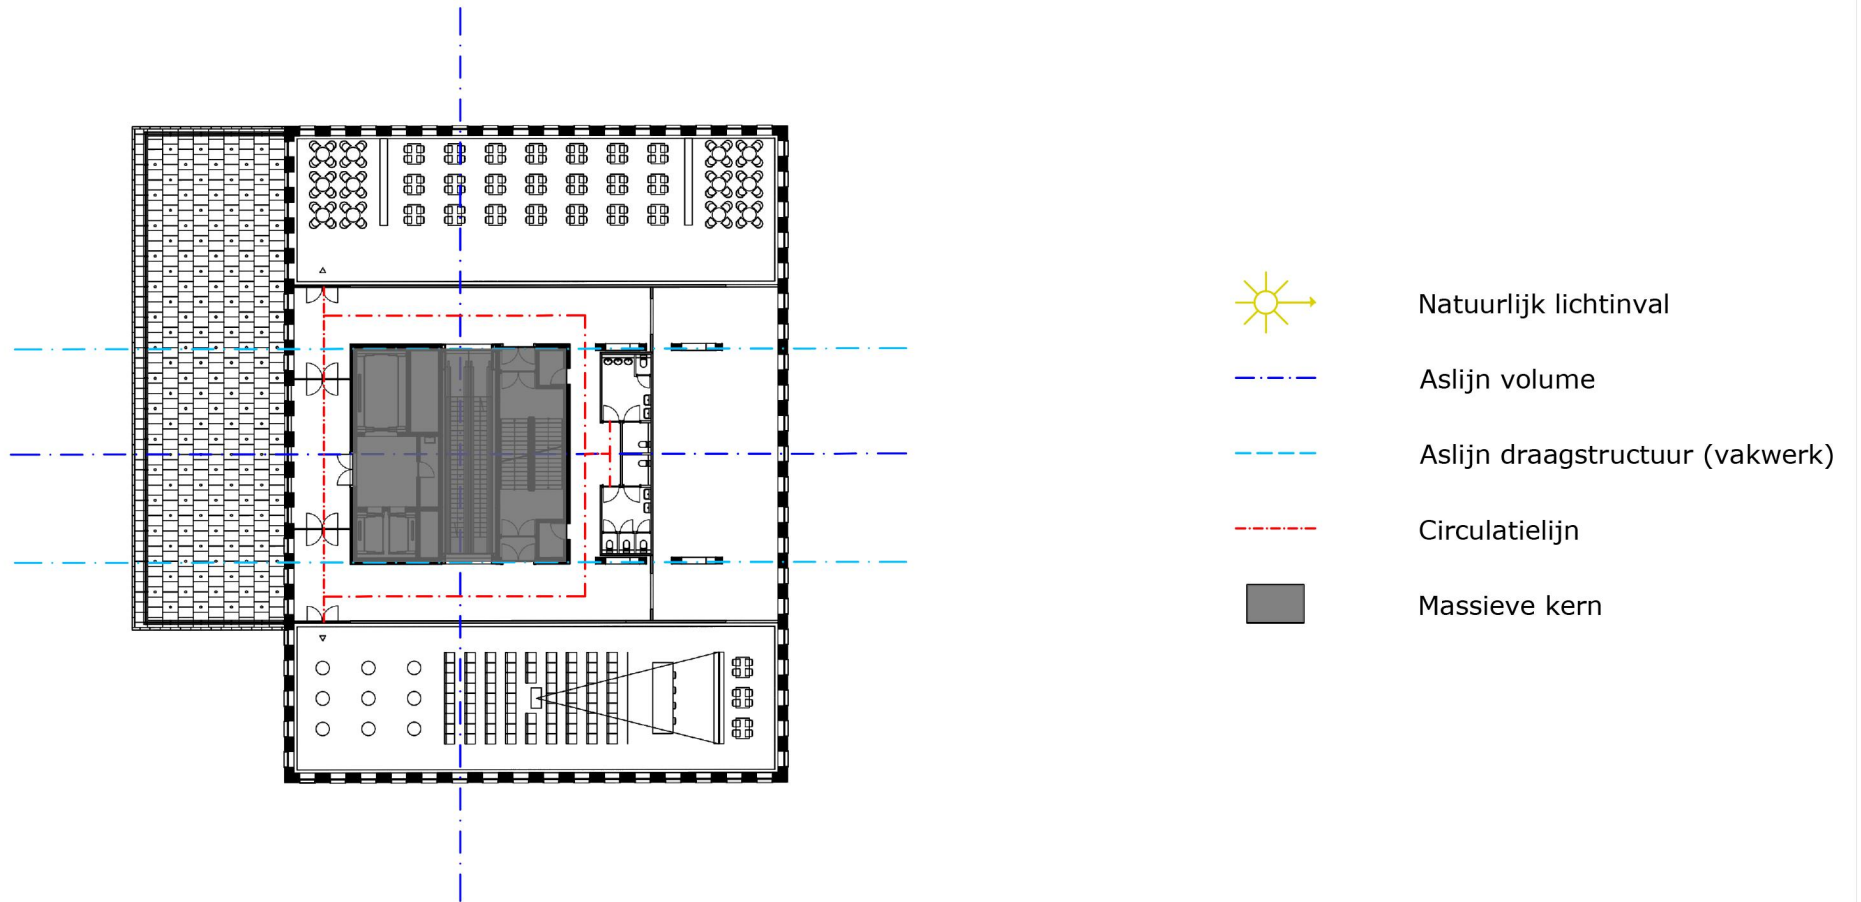 Natuurlijk lichtinval
Aslijn volume
Aslijn draagstructuur (vakwerk)
Circulatielijn
Massieve kern